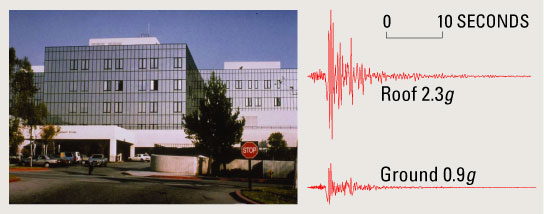 0 10 SECONDS
Roof 2.3g
STOP
Ground 0.9g